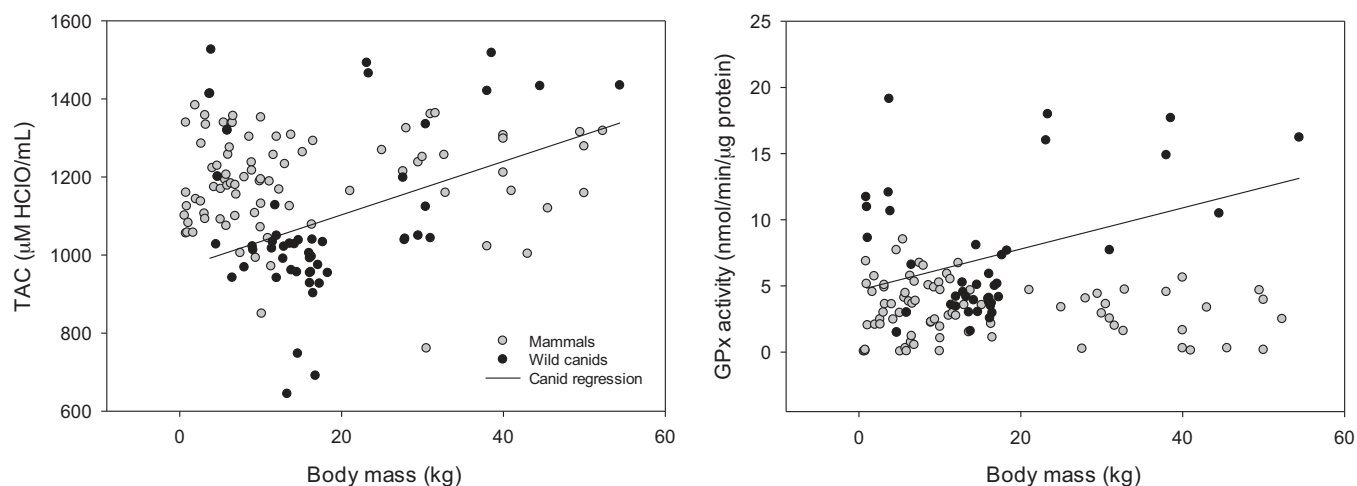 1600
1400
1200
1000
800
600
TAC (µM HClO/mL)
0
20
40
60
Body mass (kg)
Mammals
Wild canids
Canid regression
25
20
15
10
5
0
GPx activity (nmol/min/µg protein)
0
20
40
60
Body mass (kg)